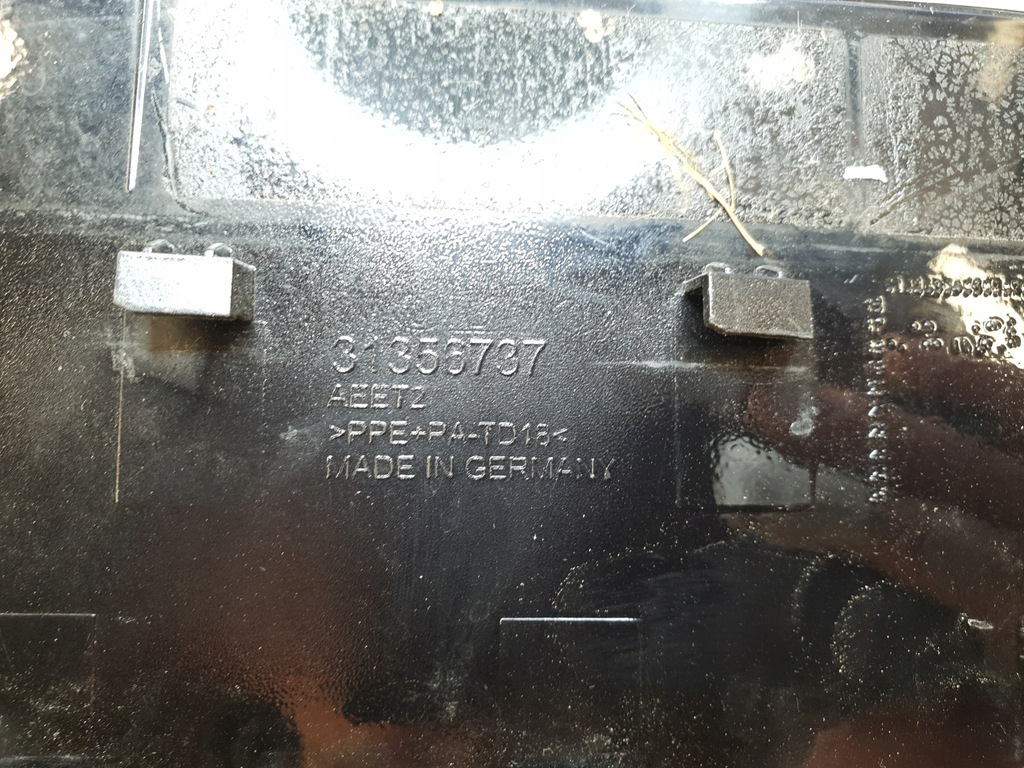 31356737
AEETZ
>PPE+PA-TD18<
MADE IN GERMANY